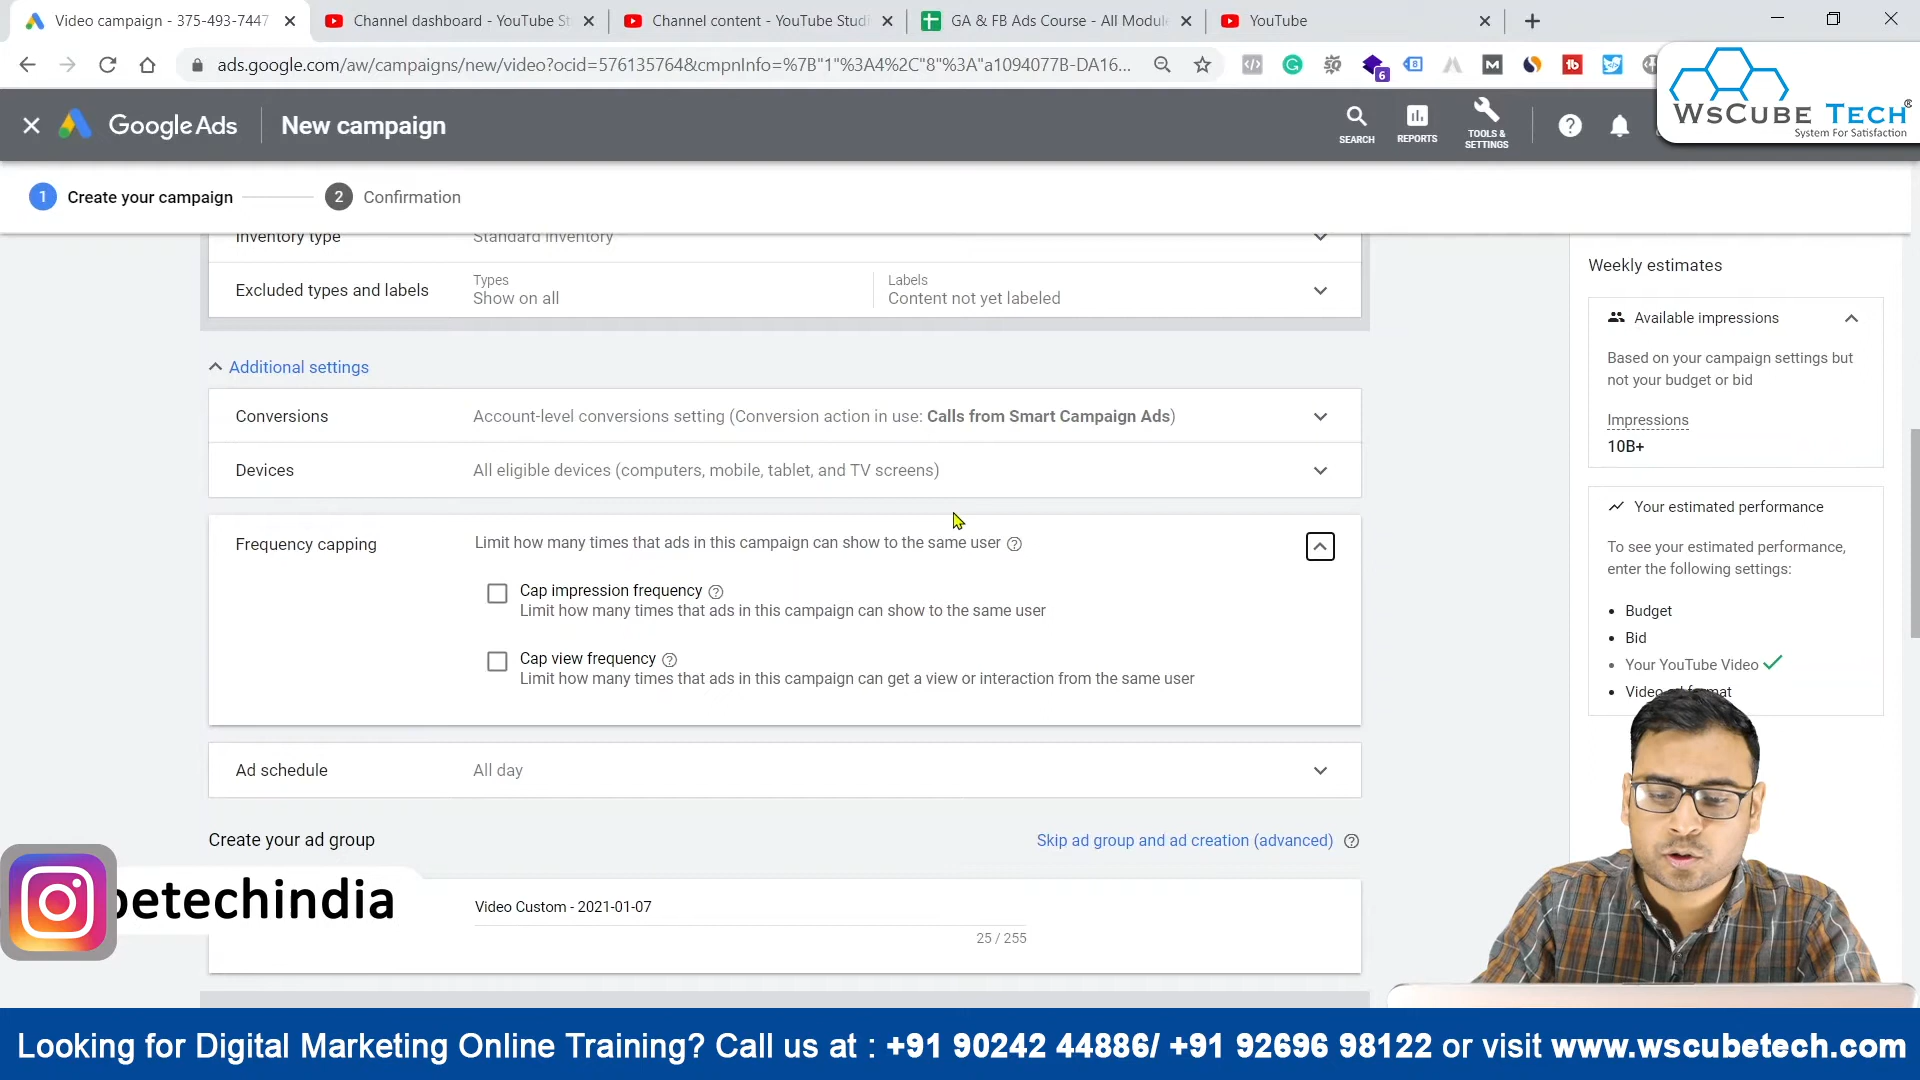 Video campaign - 375-493-7447
Channel dashboard - YouTube St
Channel content - YouTube Studi
GA & FB Ads Course - All Module
YouTube
ads.google.com/aw/campaigns/new/video?ocid=576135764&cmpnInfo=%7B"1"%3A4%2C"8"%3A"a1094077B-DA16...
6
WsCube Tech®
System For Satisfaction
Google Ads
New campaign
SEARCH
REPORTS
TOOLS &
SETTINGS
1 Create your campaign
2 Confirmation
Inventory type
Standard inventory
Excluded types and labels
Types
Show on all
Labels
Content not yet labeled
Additional settings
Conversions
Account-level conversions setting (Conversion action in use: Calls from Smart Campaign Ads)
Devices
All eligible devices (computers, mobile, tablet, and TV screens)
Frequency capping
Limit how many times that ads in this campaign can show to the same user
Cap impression frequency
Limit how many times that ads in this campaign can show to the same user
Cap view frequency
Limit how many times that ads in this campaign can get a view or interaction from the same user
Ad schedule
All day
Create your ad group
Skip ad group and ad creation (advanced)
Video Custom - 2021-01-07
25 / 255
Weekly estimates
Available impressions
Based on your campaign settings but
not your budget or bid
Impressions
10B+
Your estimated performance
To see your estimated performance,
enter the following settings:
Budget
Bid
Your YouTube Video
Video ad format
betechindia
Looking for Digital Marketing Online Training? Call us at : +91 90242 44886/ +91 92696 98122 or visit www.wscubetech.com